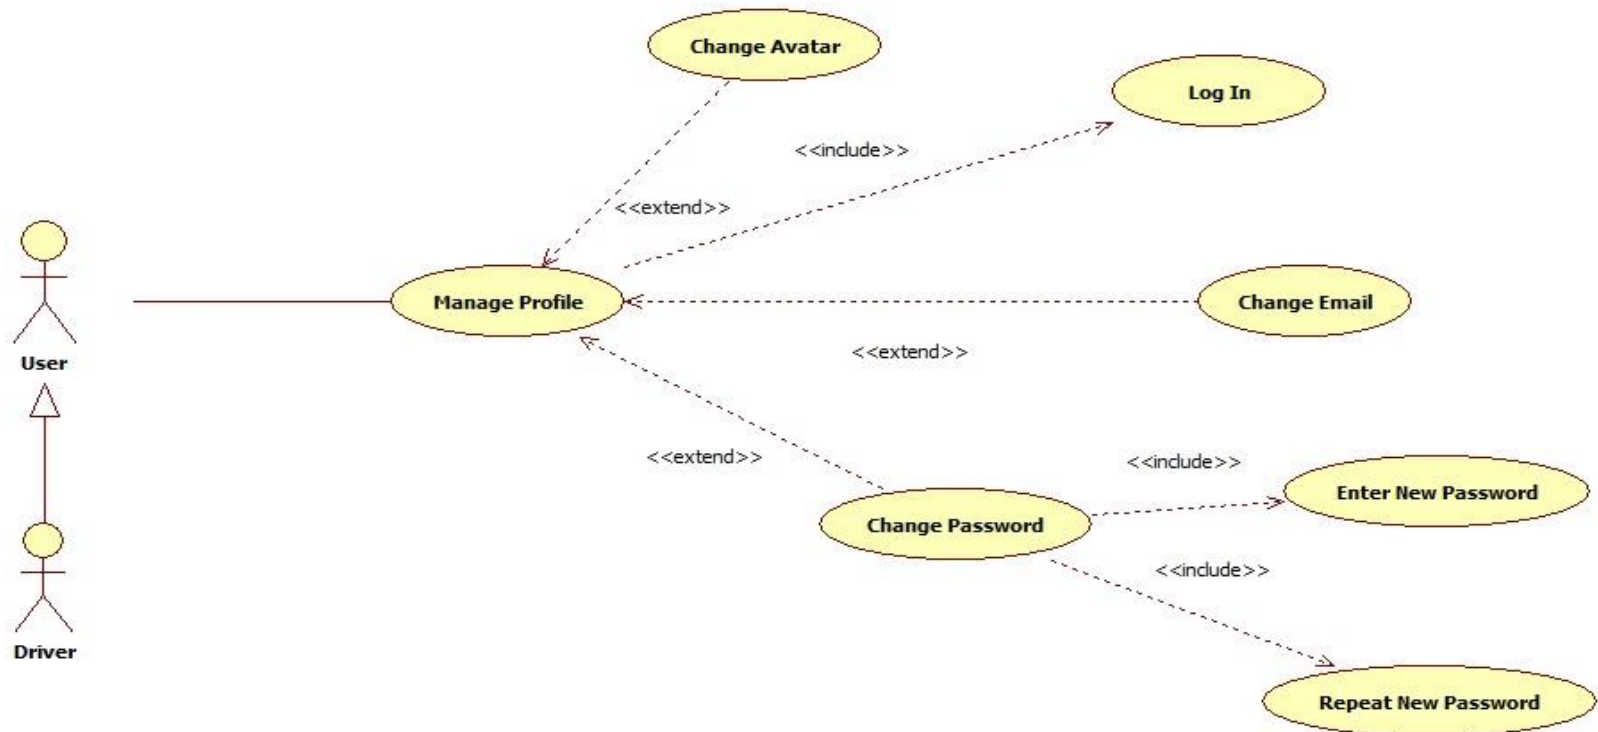 Change Avatar
Log In
<<include>>
<<extend>>
Manage Profile
Change Email
User
<<extend>>
<<extend>>
<<include>>
Enter New Password
Change Password
<<include>>
Driver
Repeat New Password